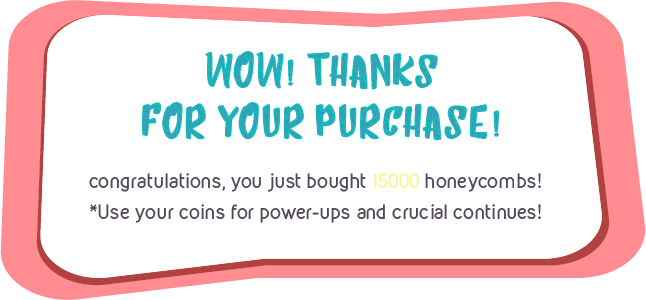 WOW! THANKS
FOR YOUR PURCHASE!
congratulations, you just bought 15000 honeycombs!
*Use your coins for power-ups and crucial continues!